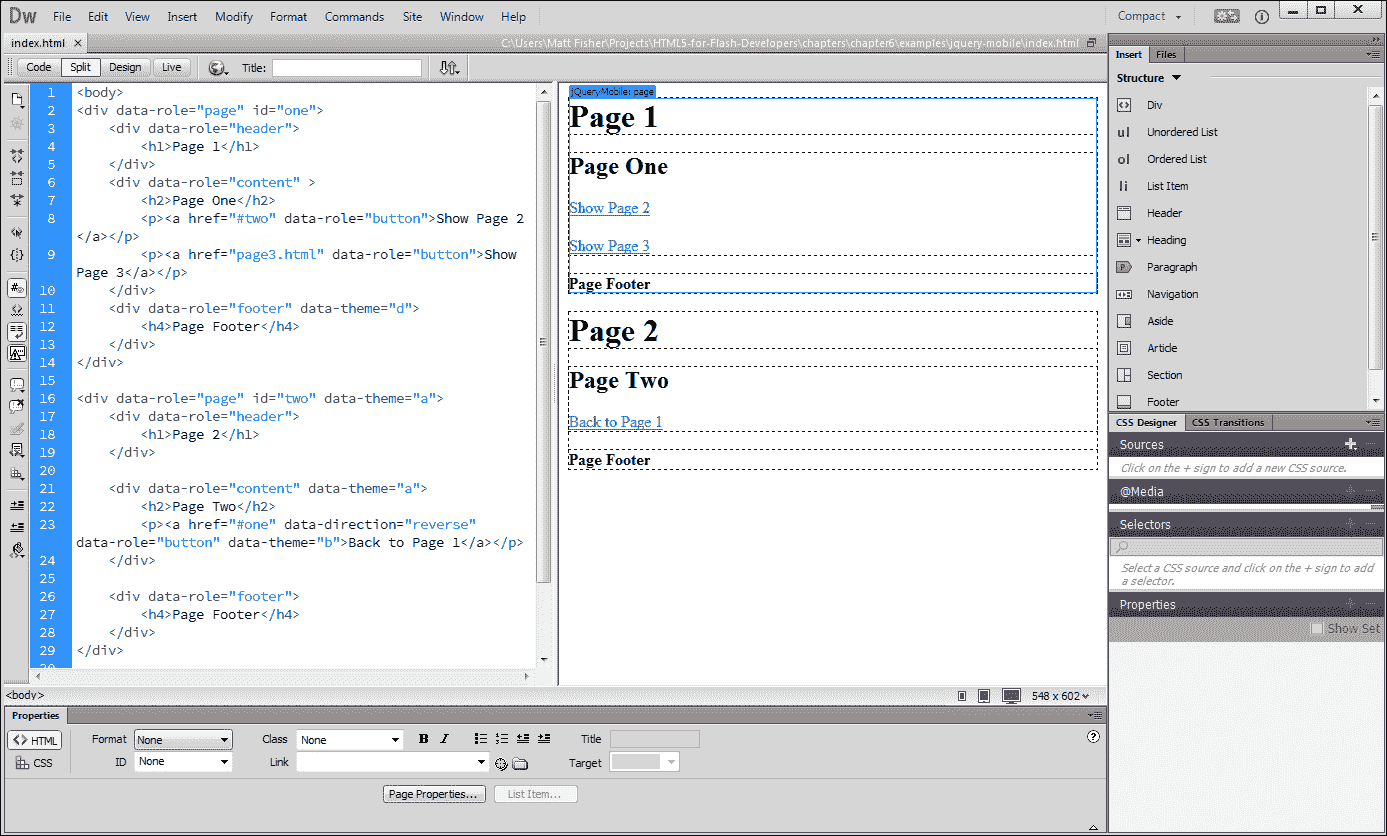 Dw File Edit View Insert Modify Format Commands Site Window Help Compact
index.html × C:\Users\Matt Fisher\Projects\HTML5-for-Flash-Developers\chapters\chapter6\examples\jquery-mobile\index.html
Code Split Design Live Title:
1 <body>
2 <div data-role="page" id="one">
3 <div data-role="header">
4 <h1>Page 1</h1>
5 </div>
6 <div data-role="content" >
7 <h2>Page One</h2>
8 <p><a href="#two" data-role="button">Show Page 2
</a></p>
9 <p><a href="page3.html" data-role="button">Show
Page 3</a></p>
10 </div>
11 <div data-role="footer" data-theme="d">
12 <h4>Page Footer</h4>
13 </div>
14 </div>
15
16 <div data-role="page" id="two" data-theme="a">
17 <div data-role="header">
18 <h1>Page 2</h1>
19 </div>
20
21 <div data-role="content" data-theme="a">
22 <h2>Page Two</h2>
23 <p><a href="#one" data-direction="reverse"
data-role="button" data-theme="b">Back to Page 1</a></p>
24 </div>
25
26 <div data-role="footer">
27 <h4>Page Footer</h4>
28 </div>
29 </div>
30
jQueryMobile: page
Page 1
Page One
Show Page 2
Show Page 3
Page Footer
Page 2
Page Two
Back to Page 1
Page Footer
Insert Files
Structure
Div
ul Unordered List
ol Ordered List
li List Item
Header
Heading
Paragraph
Navigation
Aside
Article
Section
Footer
CSS Designer CSS Transitions
Sources
Click on the + sign to add a new CSS source.
@Media
Selectors
Select a CSS source and click on the + sign to add
a selector.
Properties
Show Set
<body> 548 x 602
Properties
HTML Format None Class None B I Title
CSS ID None Link Target
Page Properties... List Item...